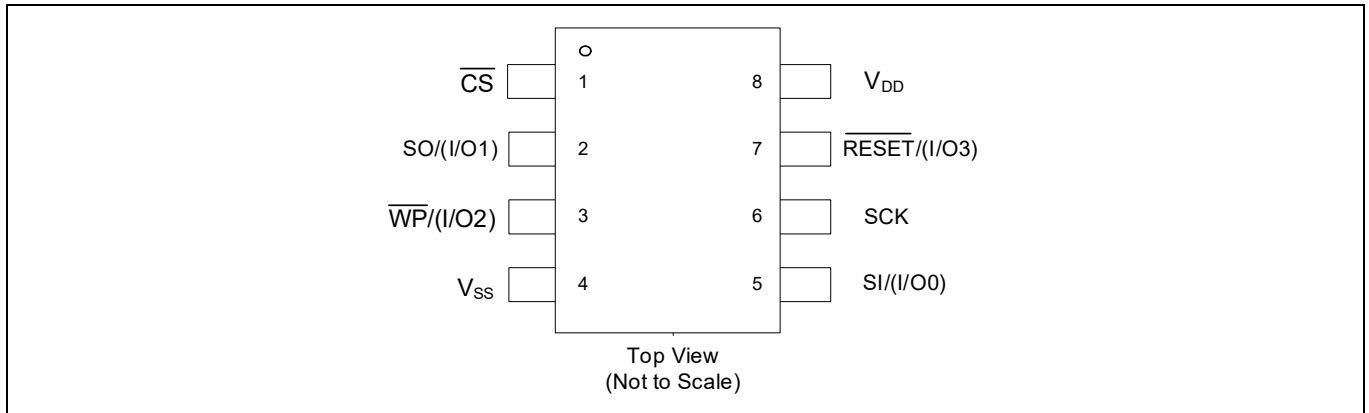 CS 1 8 VDD
SO/(I/O1) 2 7 RESET/(I/O3)
WP/(I/O2) 3 6 SCK
VSS 4 5 SI/(I/O0)
Top View
(Not to Scale)